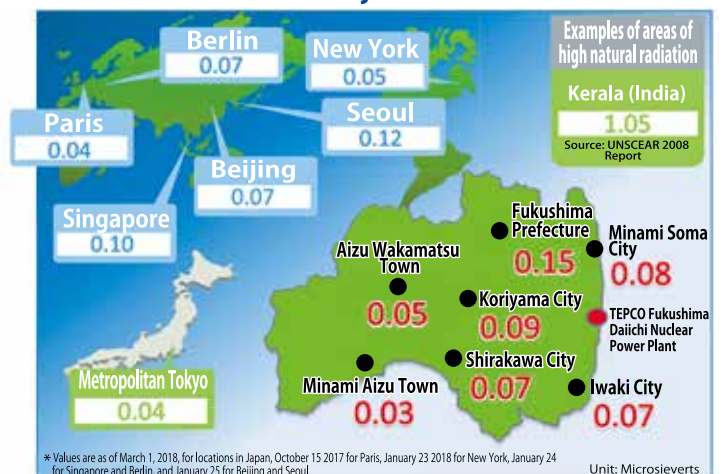 Berlin
0.07
New York
0.05
Examples of areas of
high natural radiation
Kerala (India)
1.05
Source: UNSCEAR 2008
Report
Paris
0.04
Seoul
0.12
Beijing
0.07
Singapore
0.10
Fukushima
Prefecture
0.15
Minami Soma
City
0.08
Aizu Wakamatsu
Town
0.05
Koriyama City
0.09
TEPCO Fukushima
Daiichi Nuclear
Power Plant
Metropolitan Tokyo
0.04
Minami Aizu Town
0.03
Shirakawa City
0.07
Iwaki City
0.07
* Values are as of March 1, 2018, for locations in Japan, October 15 2017 for Paris, January 23 2018 for New York, January 24
for Singapore and Berlin, and January 25 for Beijing and Seoul.
Unit: Microsieverts